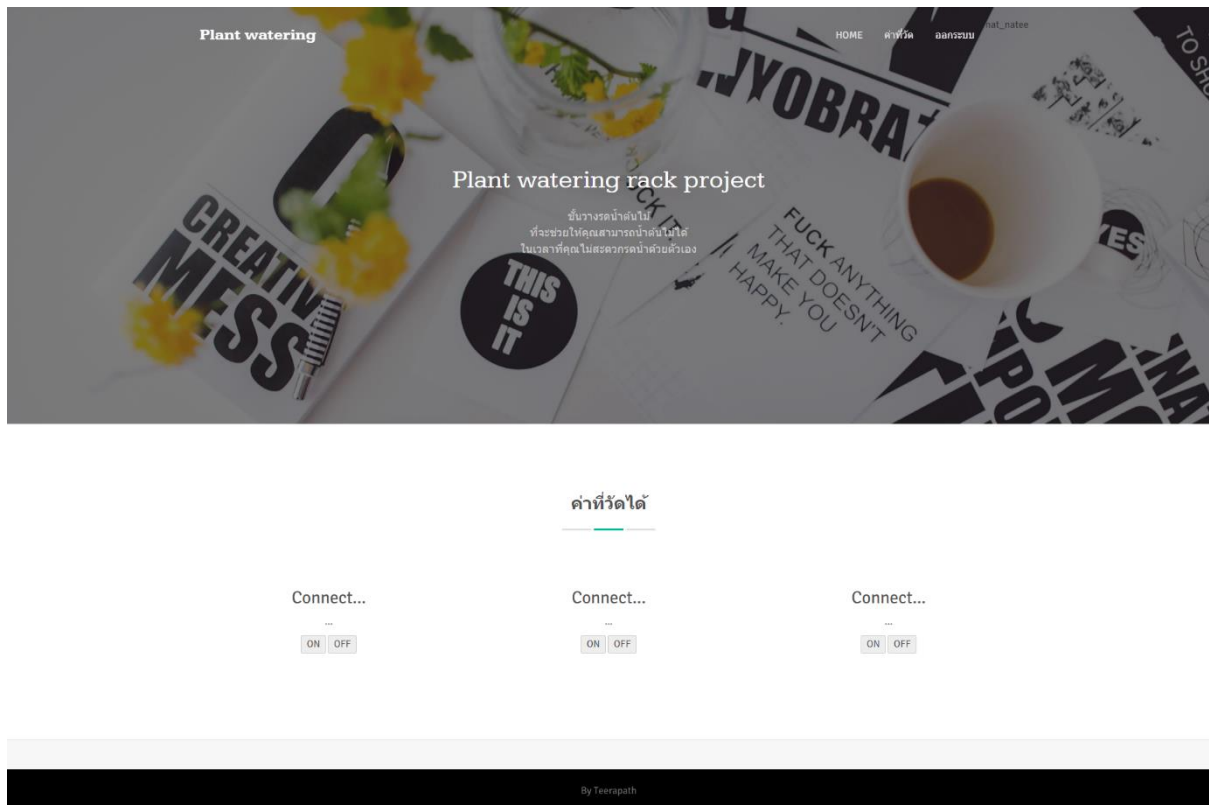 Plant watering
HOME ค่าที่วัด ออกระบบ
nat_natee
TO SHO
NYOBRA
Plant watering rack project
ชั้นวางรดน้ำต้นไม้
ที่จะช่วยให้คุณสามารถน้ำต้นไม้ได้
ในเวลาที่คุณไม่สะดวกรดน้ำด้วยตัวเอง
CREATIVE
MESS
THIS
IS
IT
UCK IT.
FUCK ANYTHING
THAT DOESN'T
MAKE YOU
HAPPY.
YES
ค่าที่วัดได้
Connect... Connect... Connect...
... ... ...
ON OFF ON OFF ON OFF
By Teerapath